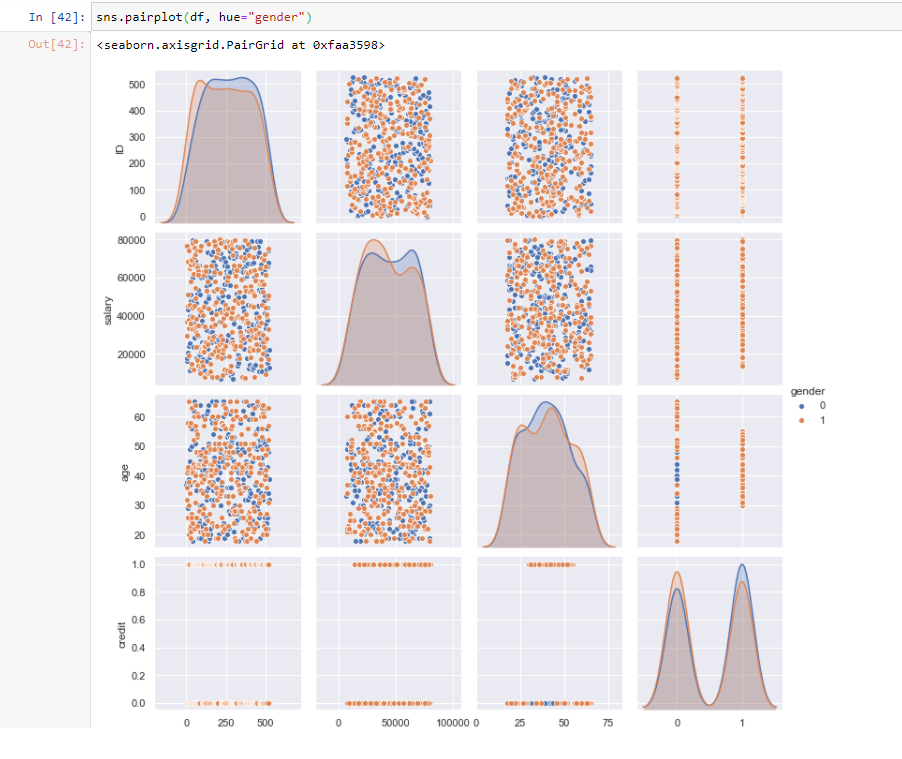 In [42]: sns.pairplot(df, hue="gender")
Out[42]: <seaborn.axisgrid.PairGrid at 0xfaa3598>
500
400
300
200
100
0
ID
80000
60000
40000
20000
salary
60
50
40
30
20
age
gender
0
1
1.0
0.8
0.6
0.4
0.2
0.0
credit
0 250 500
0 50000 100000
0 25 50 75
0 1